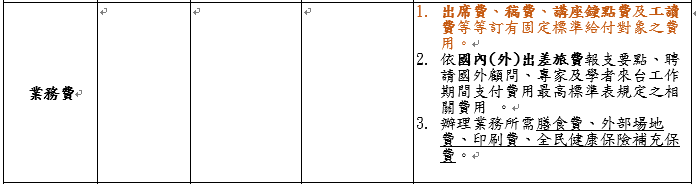 1. 出席費、稿費、講座鐘點費及工讀
費等等訂有固定標準給付對象之費
用。
2. 依國內(外)出差旅費報支要點、聘
請國外顧問、專家及學者來台工作
期間支付費用最高標準表規定之相
關費用 。
業務費
3. 辦理業務所需膳食費、外部場地
費、印刷費、全民健康保險補充保
費。